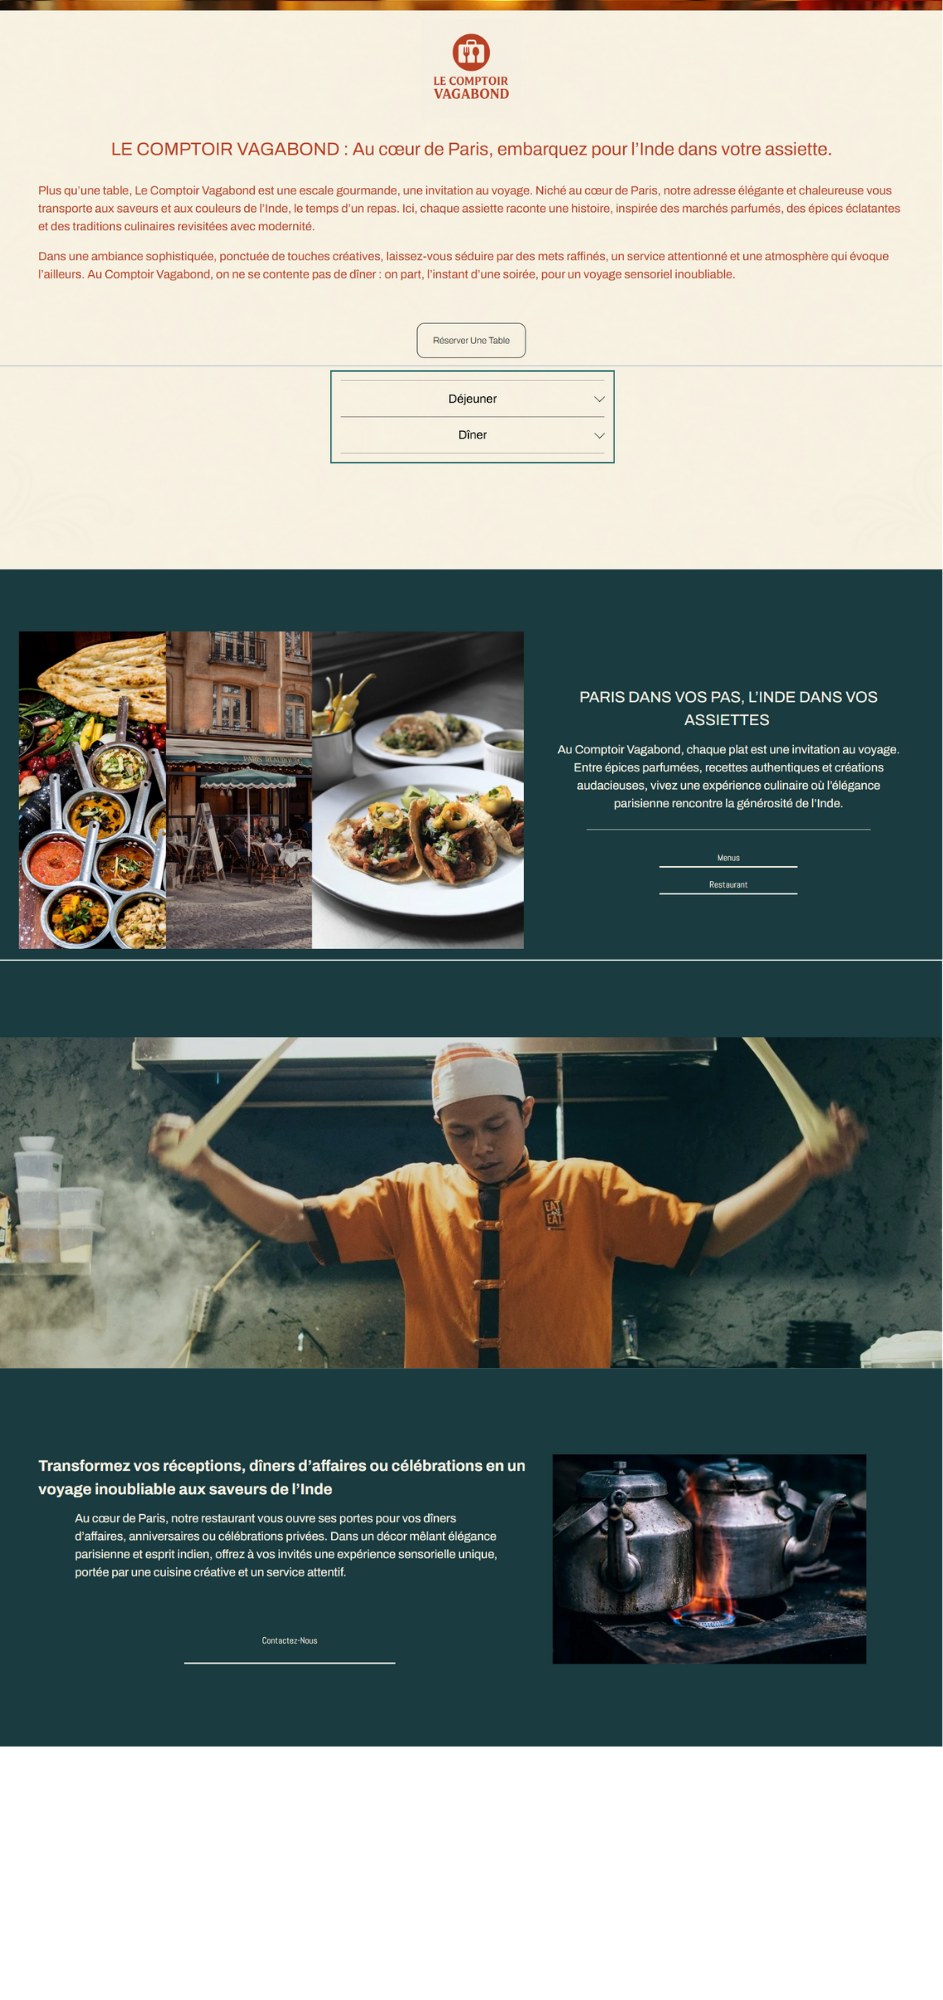 LE COMPTOIR
VAGABOND
LE COMPTOIR VAGABOND : Au cœur de Paris, embarquez pour l’Inde dans votre assiette.
Plus qu’une table, Le Comptoir Vagabond est une escale gourmande, une invitation au voyage. Niché au cœur de Paris, notre adresse élégante et chaleureuse vous
transporte aux saveurs et aux couleurs de l’Inde, le temps d’un repas. Ici, chaque assiette raconte une histoire, inspirée des marchés parfumés, des épices éclatantes
et des traditions culinaires revisitées avec modernité.
Dans une ambiance sophistiquée, ponctuée de touches créatives, laissez-vous séduire par des mets raffinés, un service attentionné et une atmosphère qui évoque
l’ailleurs. Au Comptoir Vagabond, on ne se contente pas de dîner : on part, l’instant d’une soirée, pour un voyage sensoriel inoubliable.
Réserver Une Table
Déjeuner
Dîner
PARIS DANS VOS PAS, L’INDE DANS VOS
ASSIETTES
Au Comptoir Vagabond, chaque plat est une invitation au voyage.
Entre épices parfumées, recettes authentiques et créations
audacieuses, vivez une expérience culinaire où l’élégance
parisienne rencontre la générosité de l’Inde.
Menus
Restaurant
EAT
EAT
Transformez vos réceptions, dîners d’affaires ou célébrations en un
voyage inoubliable aux saveurs de l’Inde
Au cœur de Paris, notre restaurant vous ouvre ses portes pour vos dîners
d’affaires, anniversaires ou célébrations privées. Dans un décor mêlant élégance
parisienne et esprit indien, offrez à vos invités une expérience sensorielle unique,
portée par une cuisine créative et un service attentif.
Contactez-Nous